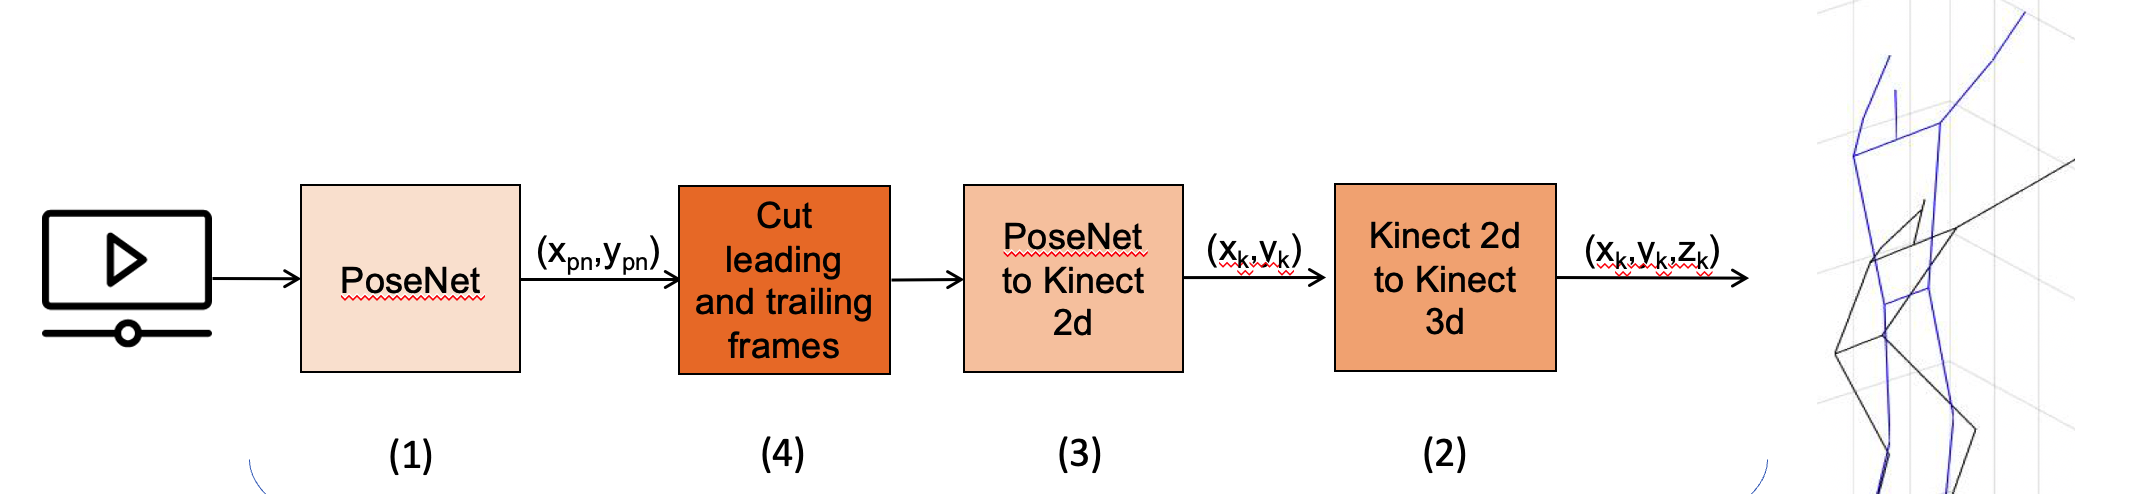 PoseNet
(xpn,ypn)
Cut
leading
and trailing
frames
PoseNet
to Kinect
2d
(xk,yk)
Kinect 2d
to Kinect
3d
(xk,yk,zk)
(1)
(4)
(3)
(2)